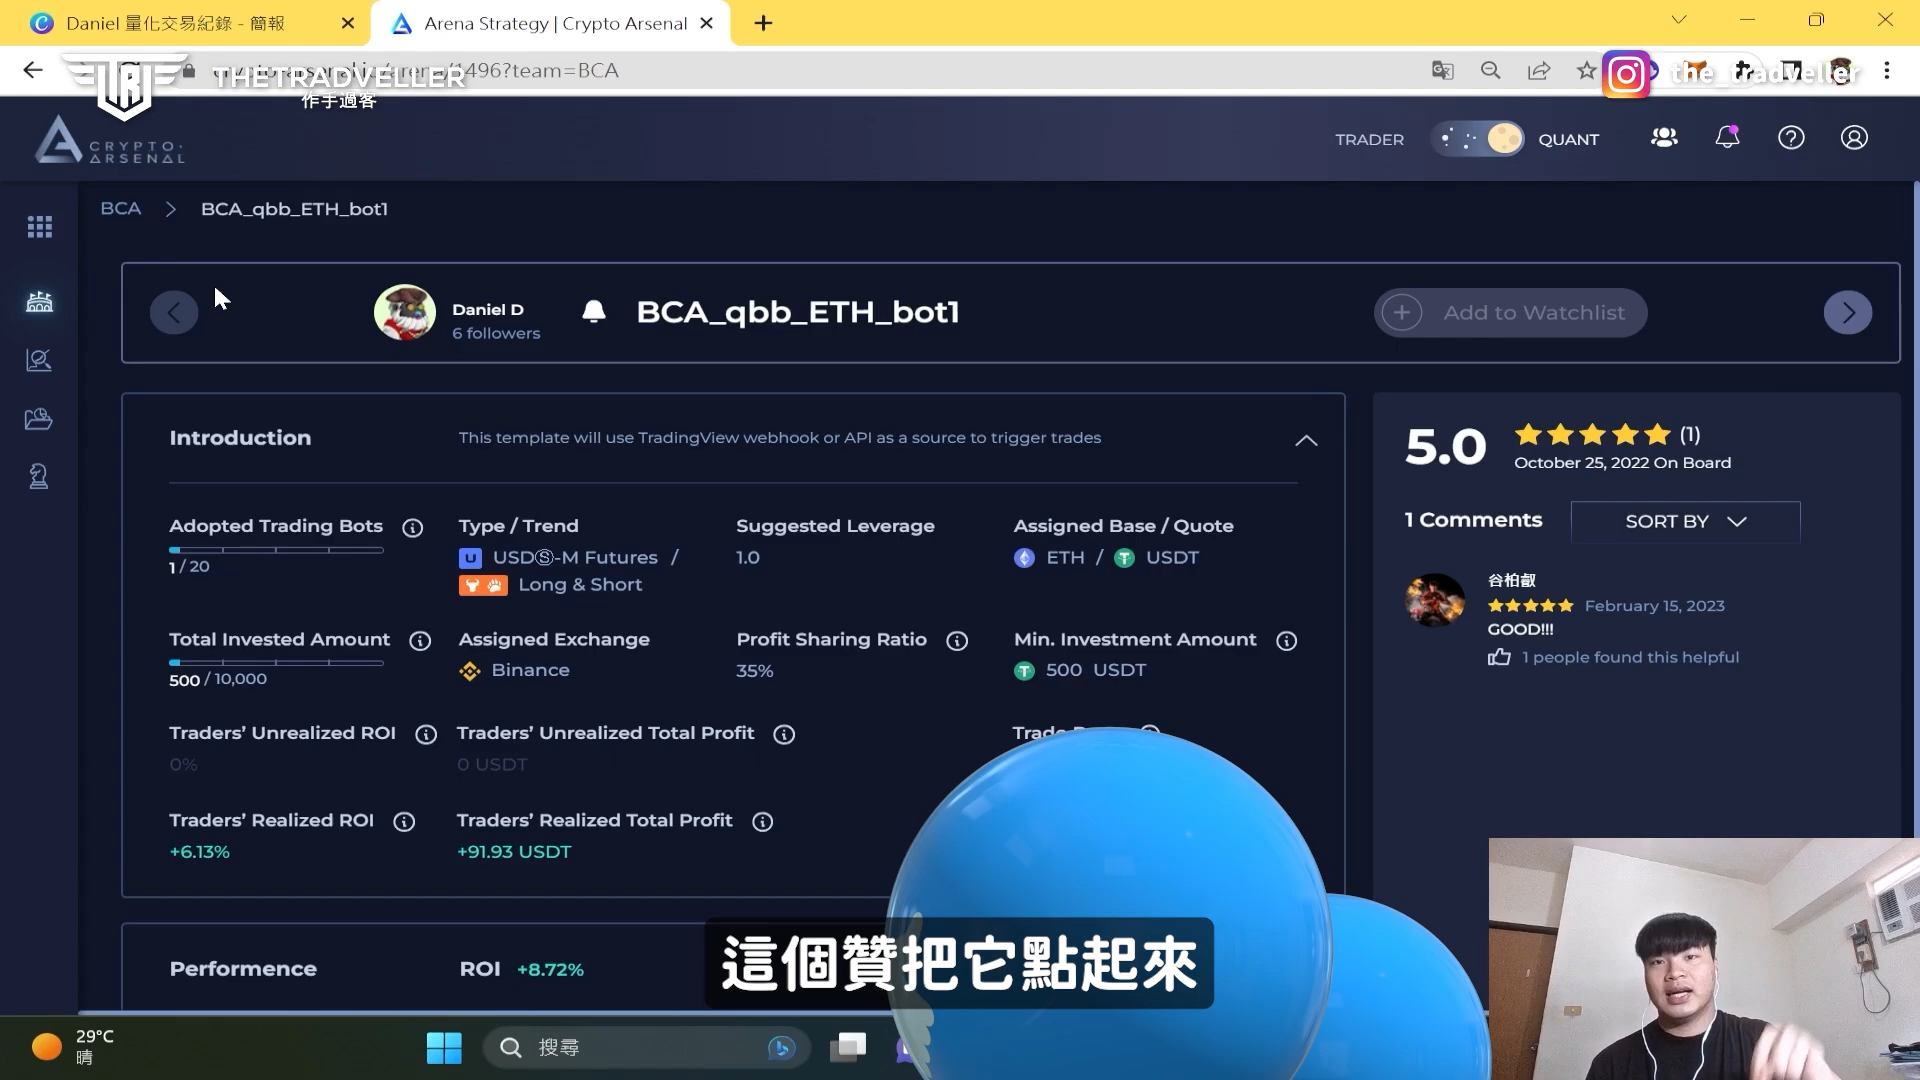 Daniel 量化交易紀錄 - 簡報
Arena Strategy | Crypto Arsenal
THETRADVELLER
作手過客
1496?team=BCA
the_tradveller
CRYPTO·
ARSENAL
TRADER
QUANT
BCA > BCA_qbb_ETH_bot1
Daniel D
6 followers
BCA_qbb_ETH_bot1
Add to Watchlist
Introduction
This template will use TradingView webhook or API as a source to trigger trades
Adopted Trading Bots
1 / 20
Type / Trend
USDⓈ-M Futures /
Long & Short
Suggested Leverage
1.0
Assigned Base / Quote
ETH / USDT
Total Invested Amount
500 / 10,000
Assigned Exchange
Binance
Profit Sharing Ratio
35%
Min. Investment Amount
500 USDT
Traders' Unrealized ROI
0%
Traders' Unrealized Total Profit
0 USDT
Traders' Realized ROI
+6.13%
Traders' Realized Total Profit
+91.93 USDT
Performence
ROI +8.72%
5.0
(1)
October 25, 2022 On Board
1 Comments
SORT BY
谷柏叡
February 15, 2023
GOOD!!!
1 people found this helpful
這個贊把它點起來
29°C
晴
搜尋